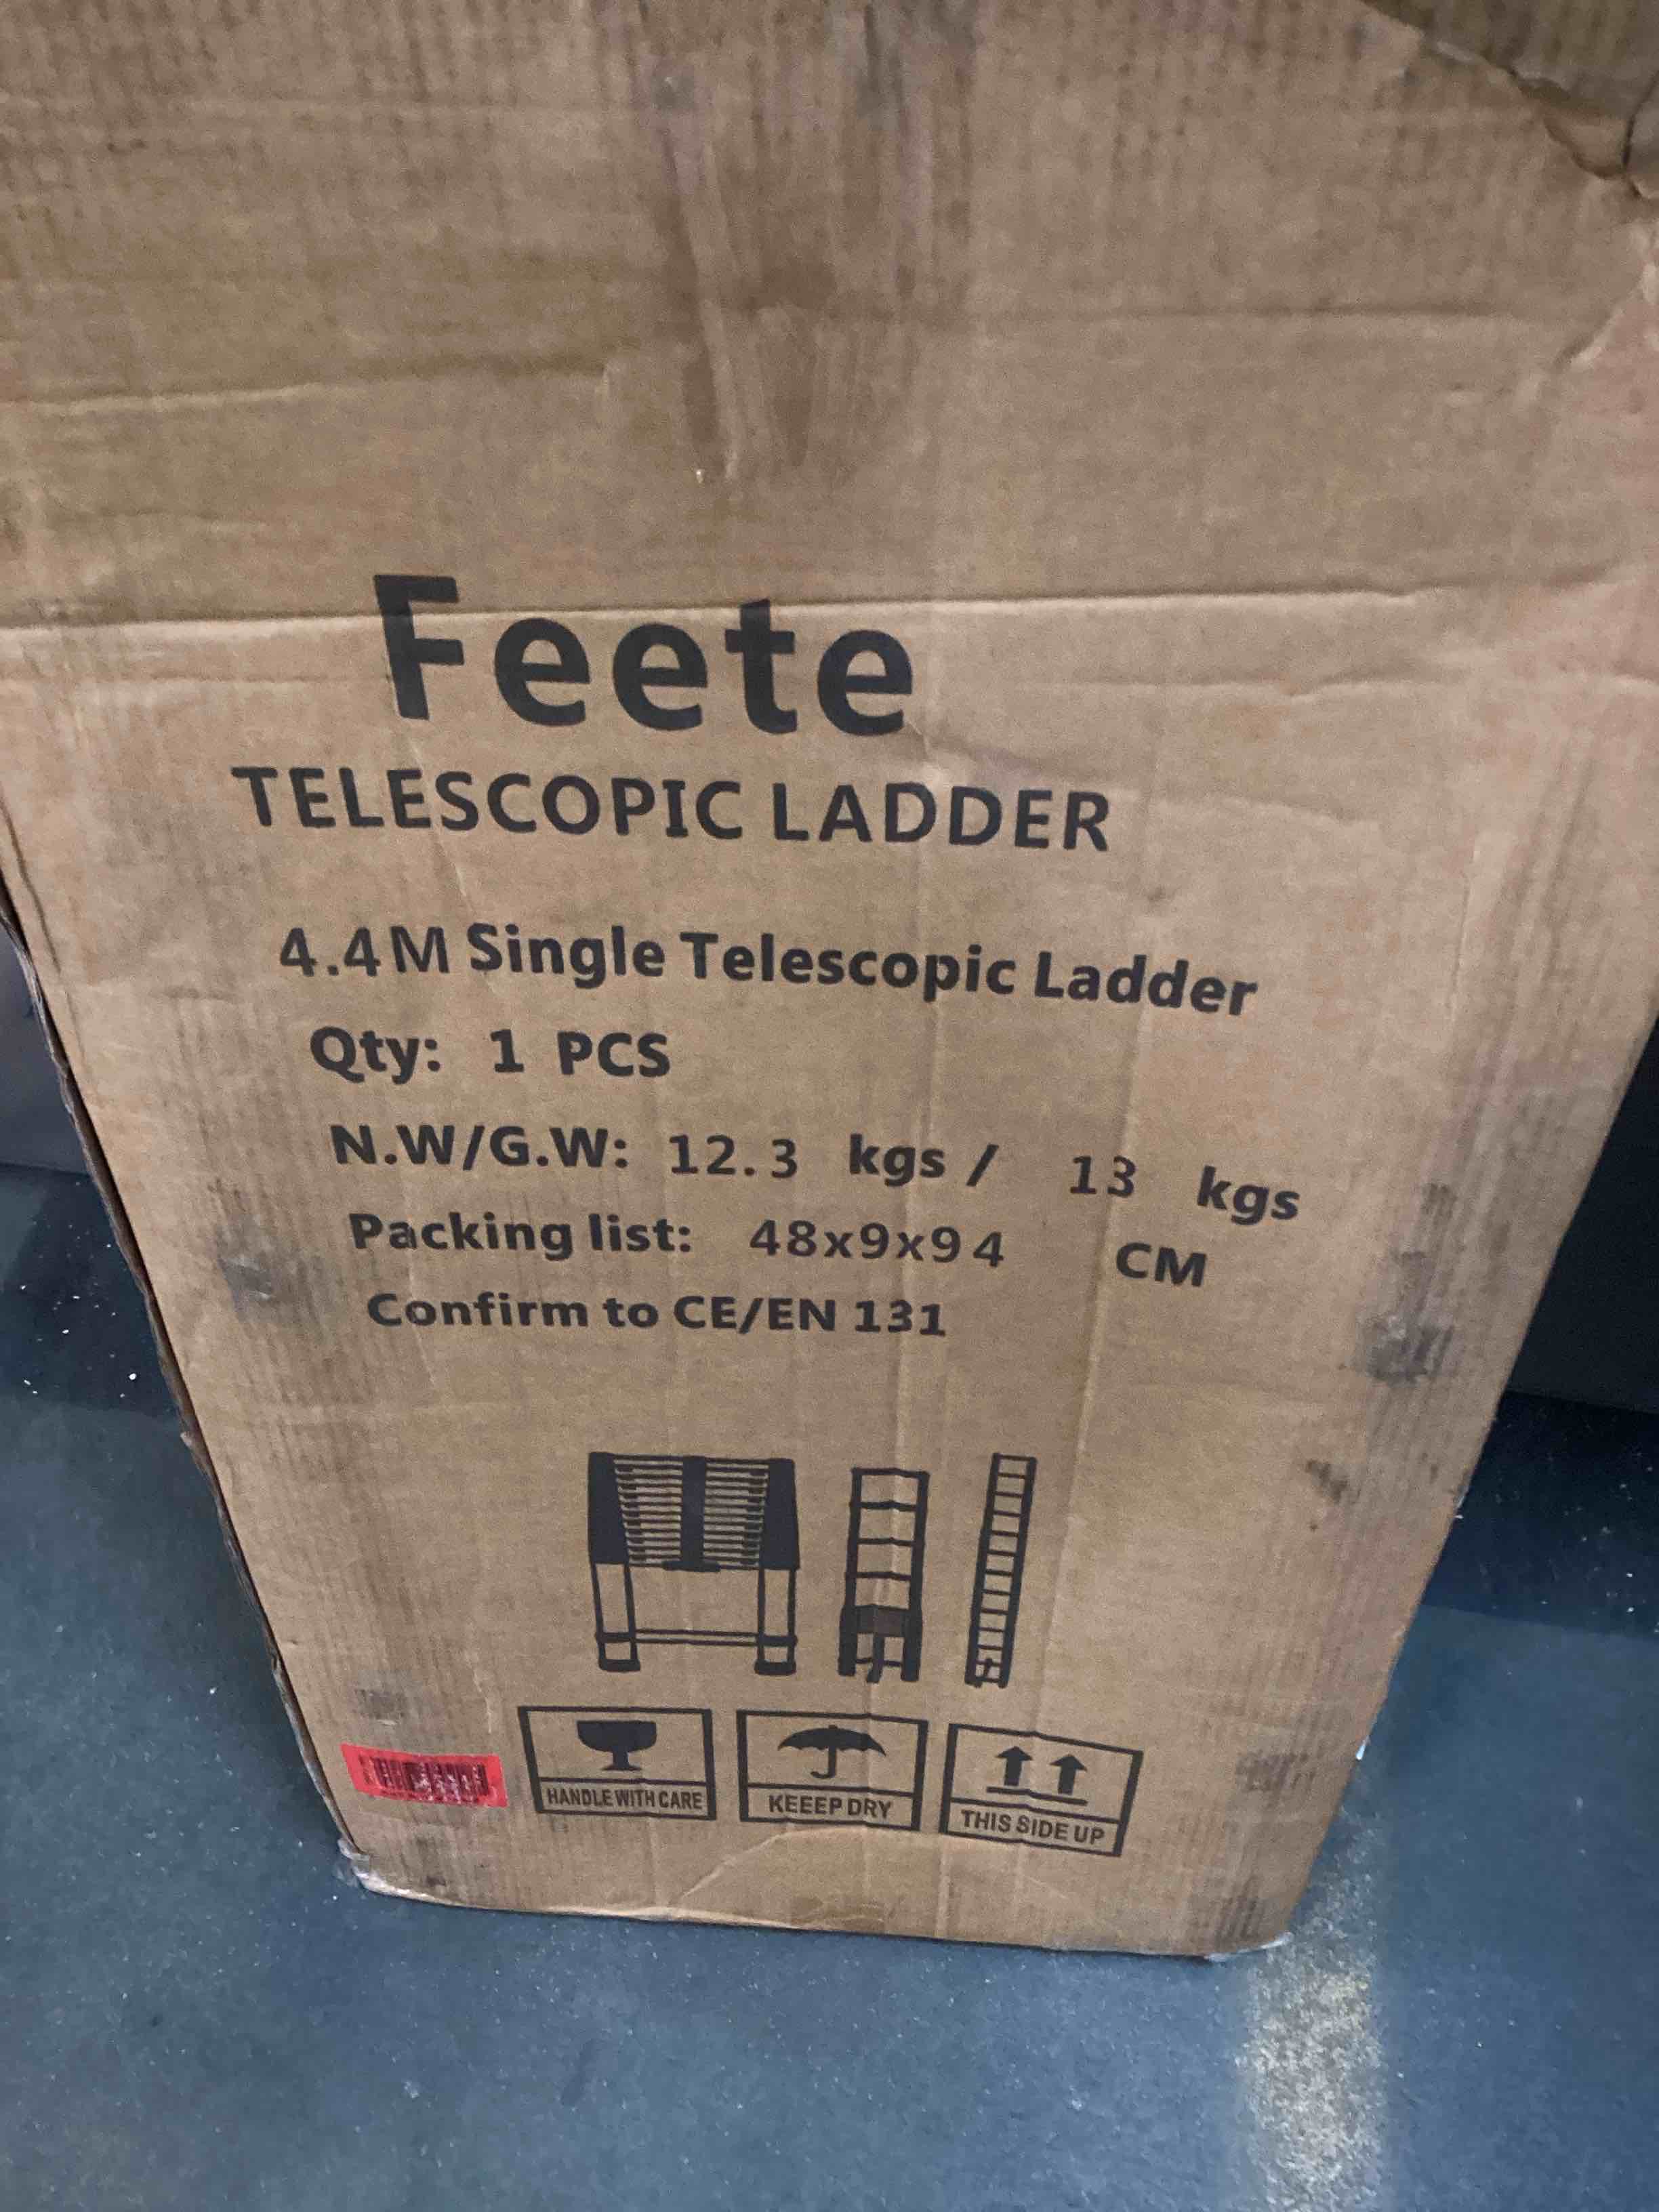 Feete
TELESCOPIC LADDER
4.4M Single Telescopic Ladder
Qty: 1 PCS
N.W/G.W: 12.3 kgs / 13 kgs
Packing list: 48x9x94 CM
Confirm to CE/EN 131
HANDLE WITH CARE
KEEEP DRY
THIS SIDE UP